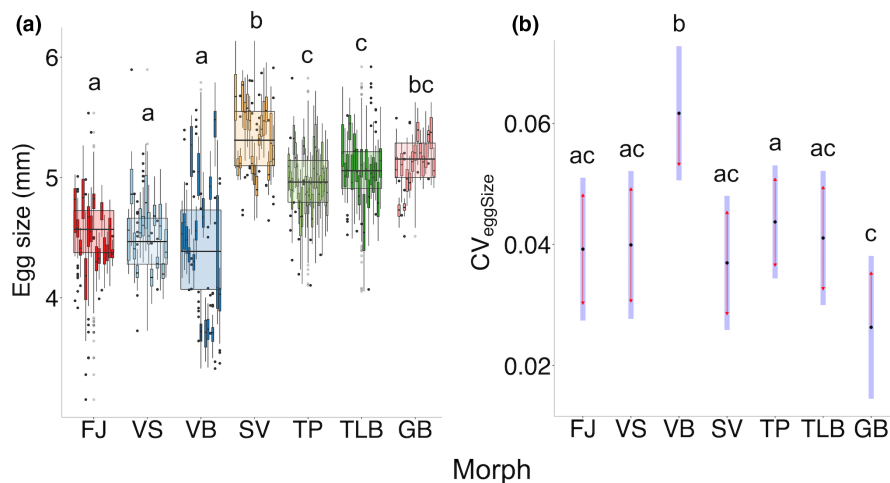 (a)
Egg size (mm)
6
5
4
a
a
a
b
c
c
bc
FJ VS VB SV TP TLB GB
(b)
CVeggSize
0.06
0.04
0.02
ac
ac
b
ac
a
ac
c
FJ VS VB SV TP TLB GB
Morph